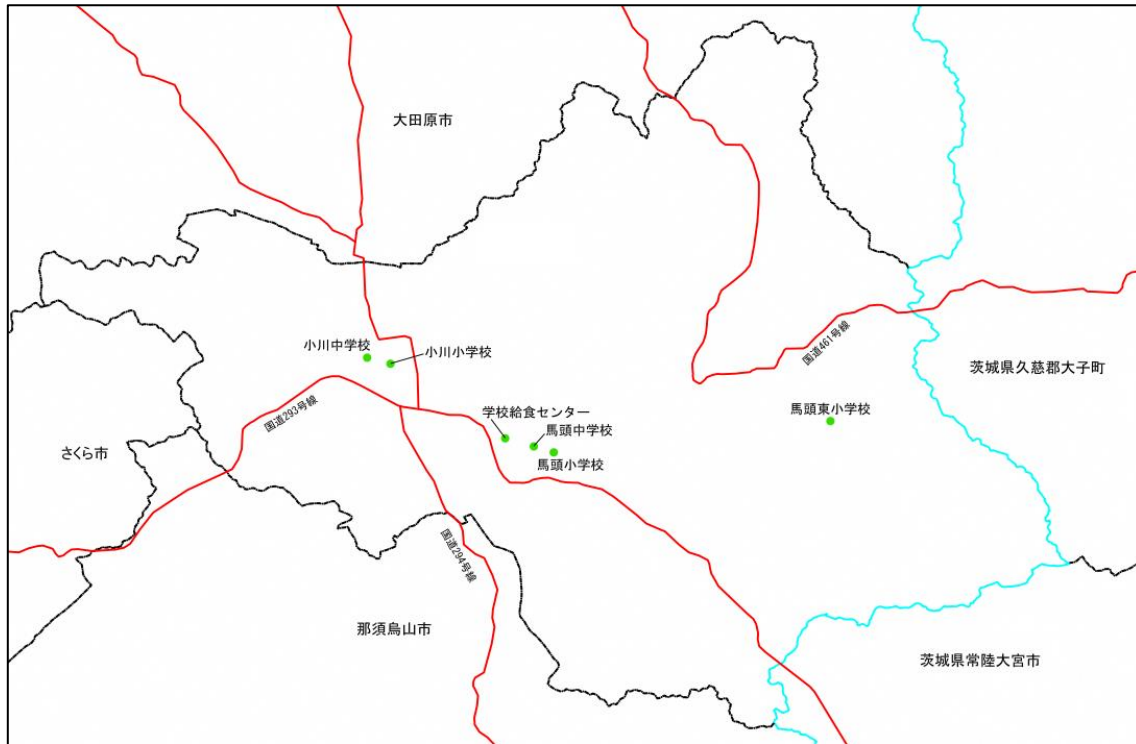 大田原市
小川中学校
小川小学校
国道461号線
茨城県久慈郡大子町
国道293号線
学校給食センター
馬頭東小学校
馬頭中学校
さくら市
馬頭小学校
国道294号線
那須烏山市
茨城県常陸大宮市